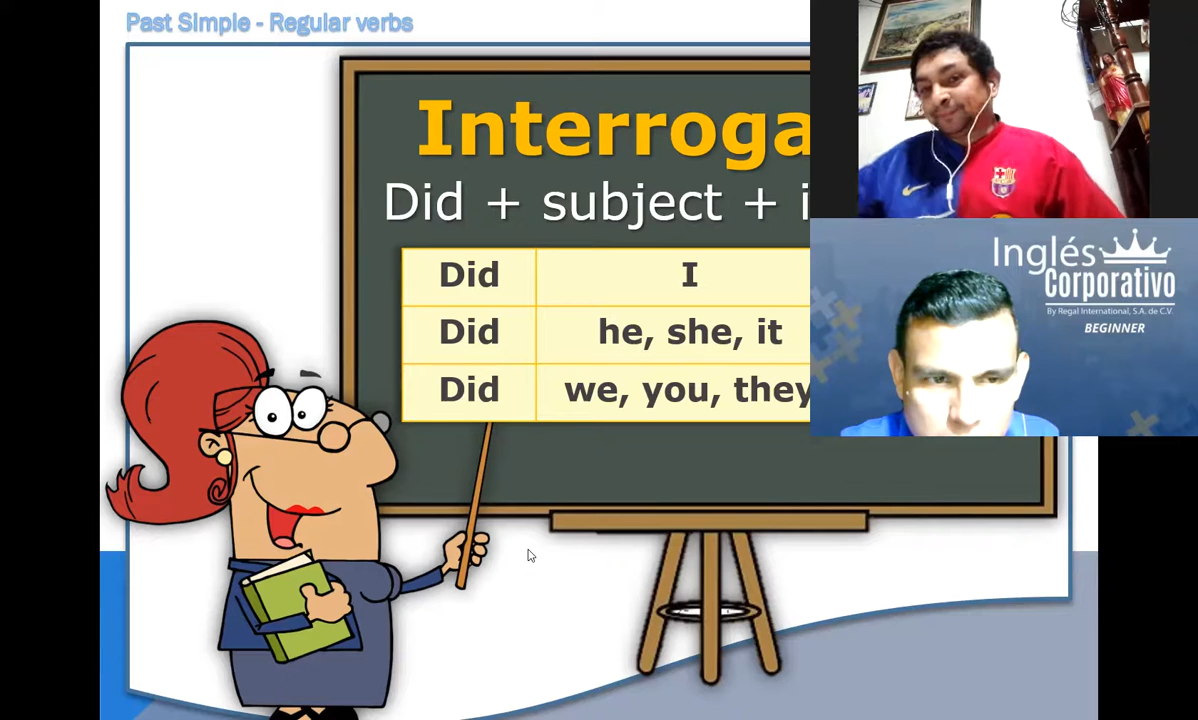 Past Simple - Regular verbs
Interroga
Did + subject + i
Did I
Did he, she, it
Did we, you, they
Inglés
Corporativo
By Regal International, S.A. de C.V.
BEGINNER